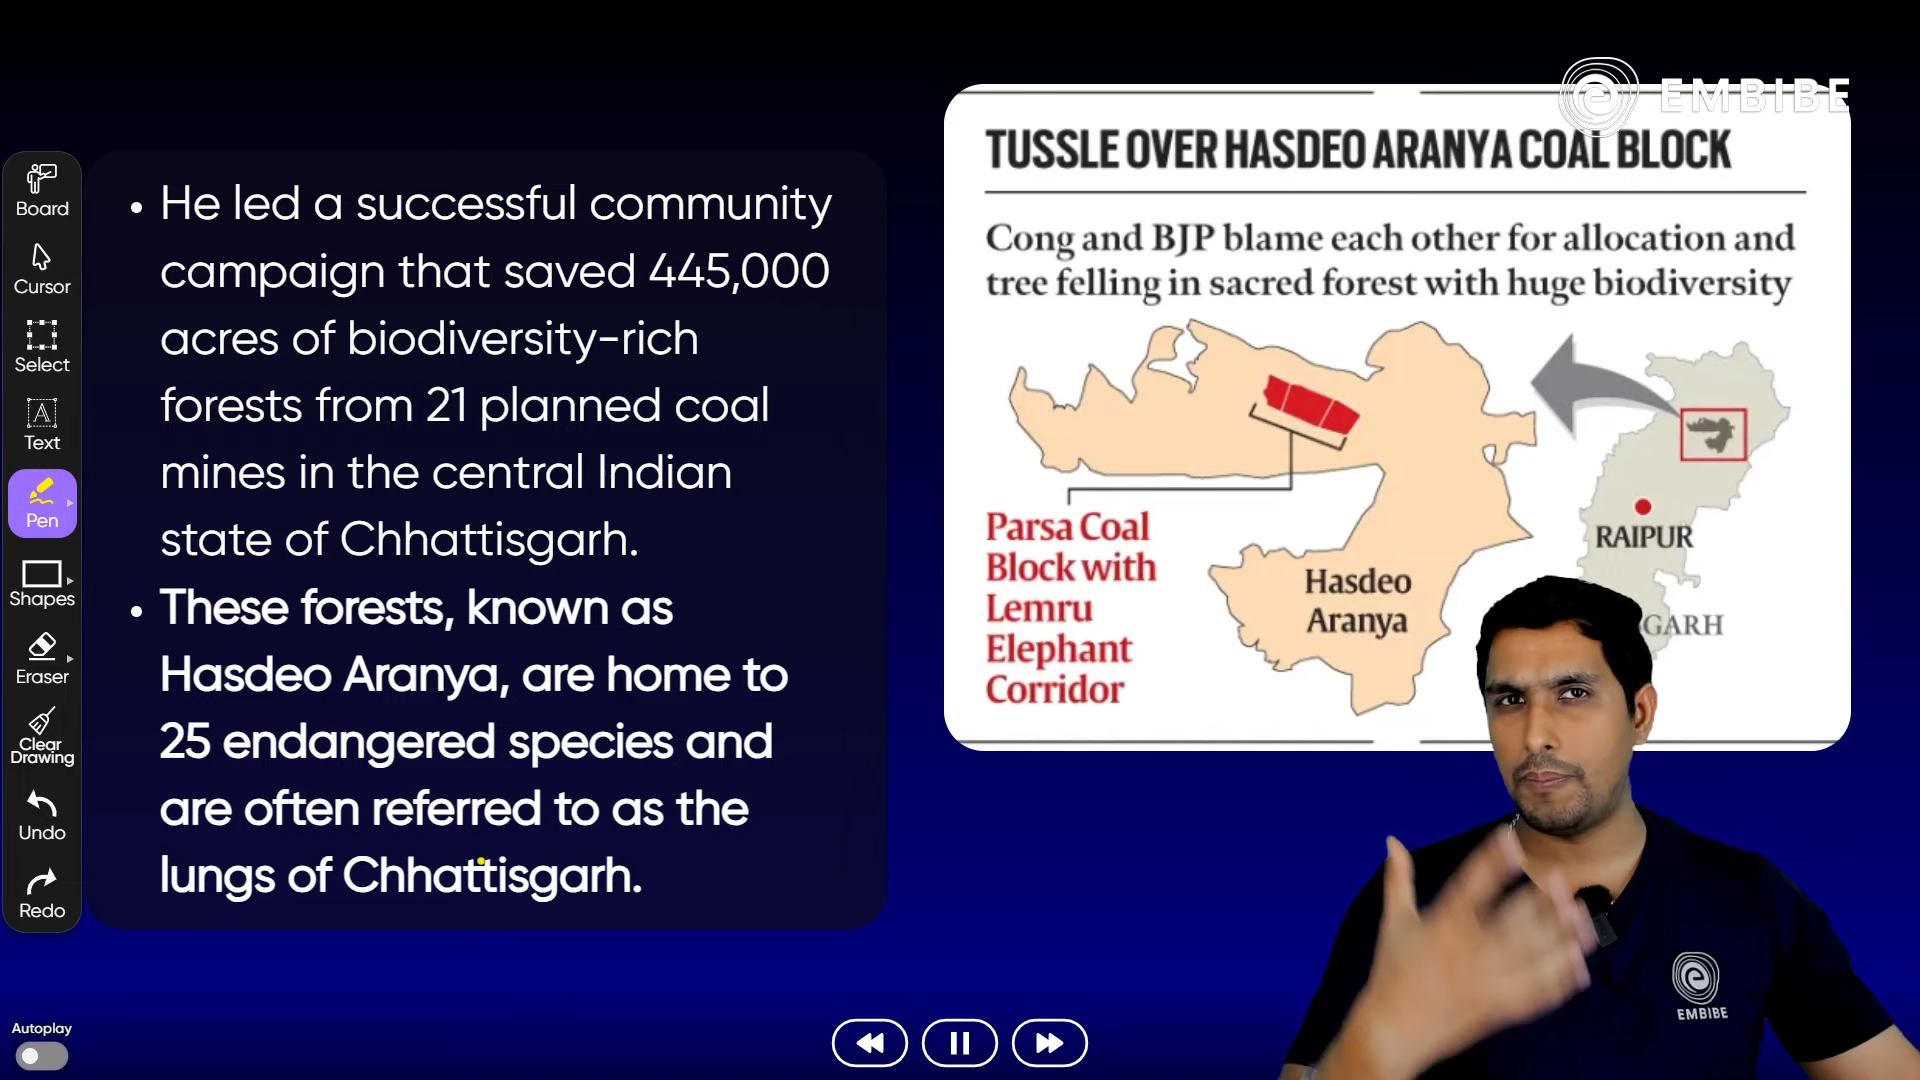 EMBIBE
TUSSLE OVER HASDEO ARANYA COAL BLOCK
Cong and BJP blame each other for allocation and
tree felling in sacred forest with huge biodiversity
Parsa Coal
Block with
Lemru
Elephant
Corridor
Hasdeo
Aranya
RAIPUR
GARH
Board
Cursor
Select
Text
Pen
Shapes
Eraser
Clear
Drawing
Undo
Redo
Autoplay
• He led a successful community
campaign that saved 445,000
acres of biodiversity-rich
forests from 21 planned coal
mines in the central Indian
state of Chhattisgarh.
• These forests, known as
Hasdeo Aranya, are home to
25 endangered species and
are often referred to as the
lungs of Chhattisgarh.
EMBIBE